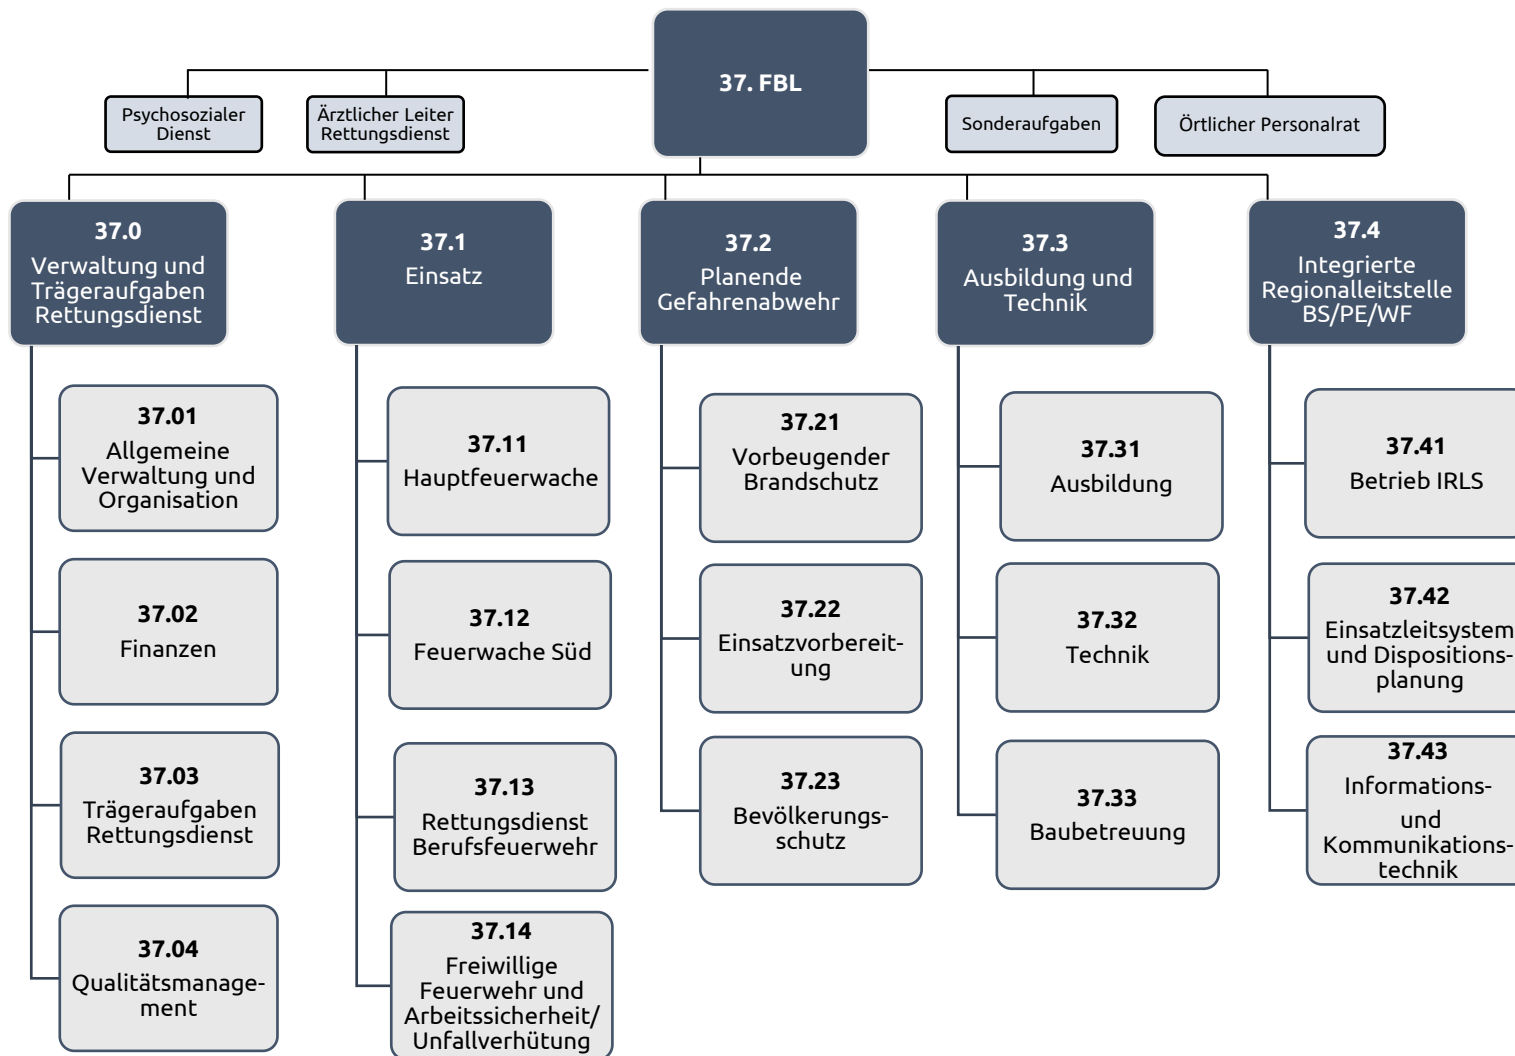 37. FBL
Psychosozialer
Dienst
Ärztlicher Leiter
Rettungsdienst
Sonderaufgaben
Örtlicher Personalrat
37.0
Verwaltung und
Trägeraufgaben
Rettungsdienst
37.1
Einsatz
37.2
Planende
Gefahrenabwehr
37.3
Ausbildung und
Technik
37.4
Integrierte
Regionalleitstelle
BS/PE/WF
37.01
Allgemeine
Verwaltung und
Organisation
37.02
Finanzen
37.03
Trägeraufgaben
Rettungsdienst
37.04
Qualitätsmanage-
ment
37.11
Hauptfeuerwache
37.12
Feuerwache Süd
37.13
Rettungsdienst
Berufsfeuerwehr
37.14
Freiwillige
Feuerwehr und
Arbeitssicherheit/
Unfallverhütung
37.21
Vorbeugender
Brandschutz
37.22
Einsatzvorbereit-
ung
37.23
Bevölkerungs-
schutz
37.31
Ausbildung
37.32
Technik
37.33
Baubetreuung
37.41
Betrieb IRLS
37.42
Einsatzleitsystem
und Dispositions-
planung
37.43
Informations-
und
Kommunikations-
technik